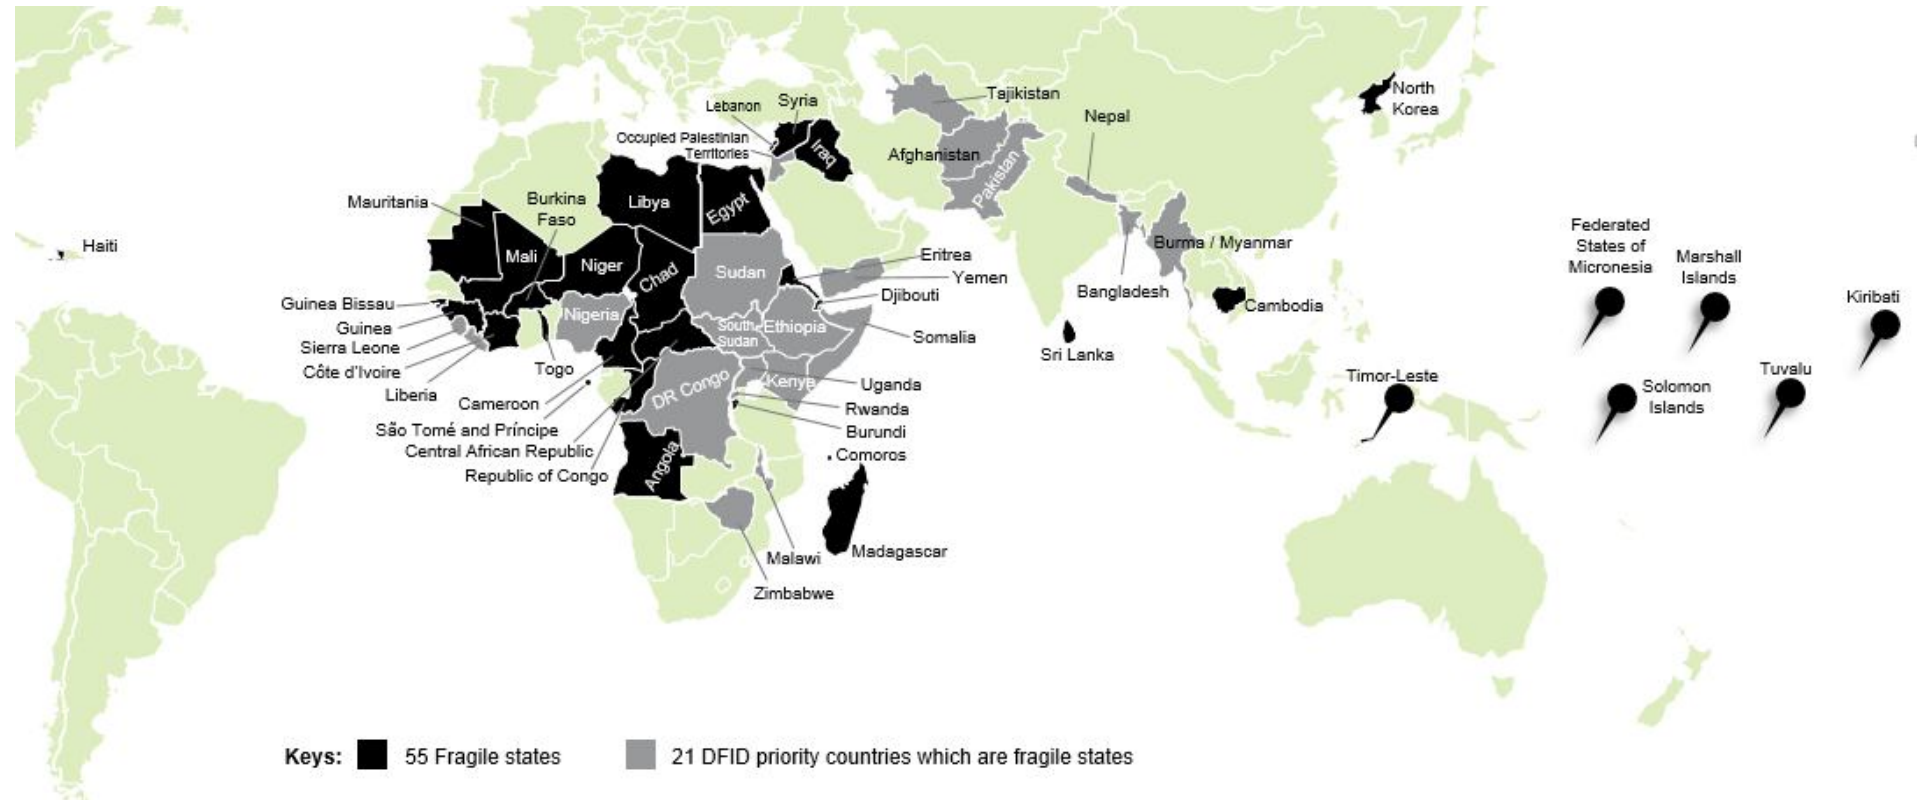 North
Korea
Tajikistan
Syria
Lebanon
Nepal
Occupied Palestinian
Territories
Iraq
Afghanistan
Pakistan
Mauritania
Burkina
Faso
Libya
Egypt
Federated
States of
Micronesia
Haiti
Mali
Niger
Chad
Sudan
Burma / Myanmar
Marshall
Islands
Eritrea
Yemen
Djibouti
Bangladesh
Kiribati
Guinea Bissau
Cambodia
Nigeria
Guinea
South
Sudan
Ethiopia
Somalia
Sierra Leone
Sri Lanka
Côte d'Ivoire
Togo
Timor-Leste
Tuvalu
Liberia
DR Congo
Kenya
Uganda
Solomon
Islands
Cameroon
Rwanda
São Tomé and Príncipe
Burundi
Central African Republic
Comoros
Republic of Congo
Angola
Malawi
Madagascar
Zimbabwe
Keys: 55 Fragile states 21 DFID priority countries which are fragile states